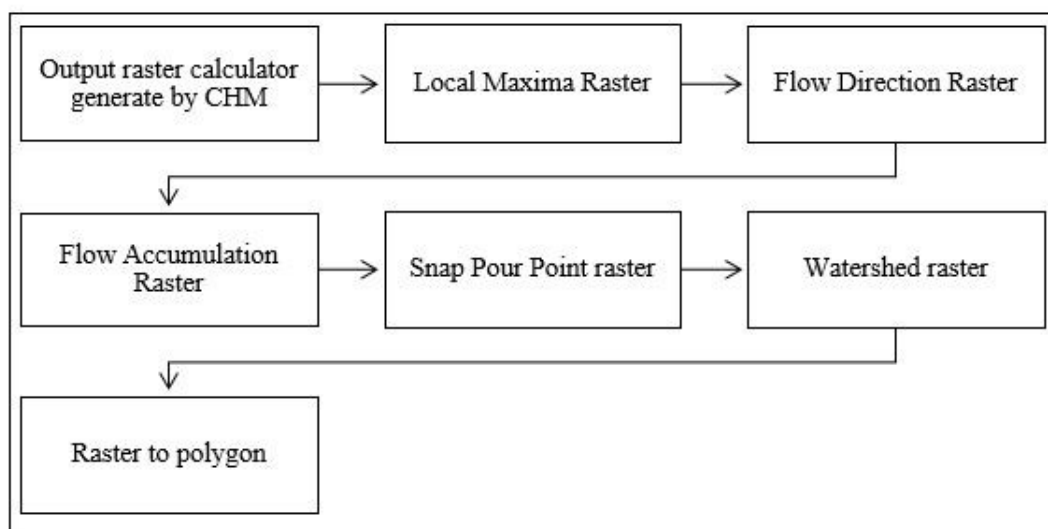 Output raster calculator
generate by CHM
Local Maxima Raster
Flow Direction Raster
Flow Accumulation
Raster
Snap Pour Point raster
Watershed raster
Raster to polygon